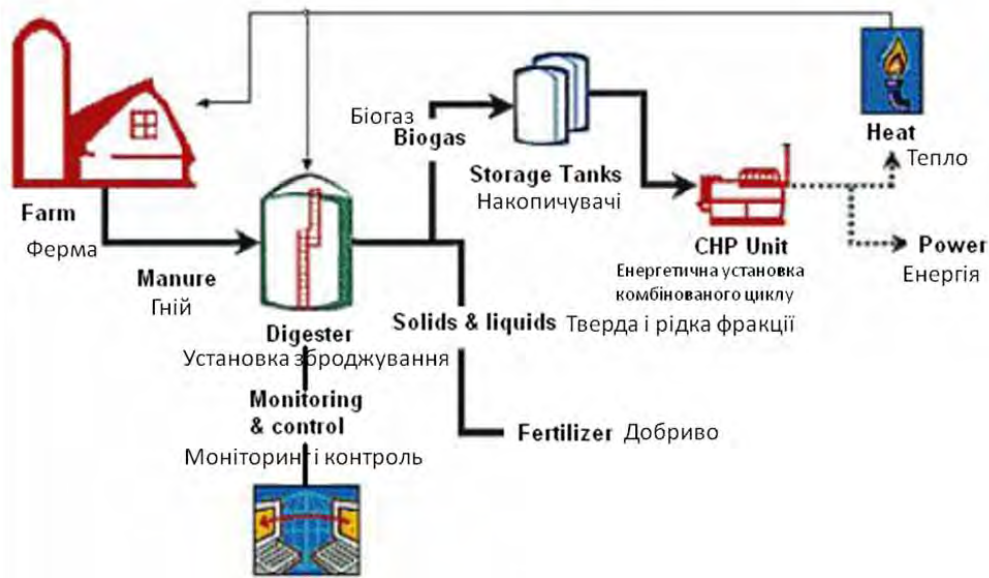 Біогаз
Biogas
Heat
Тепло
Storage Tanks
Накопичувачі
Farm
Ферма
CHP Unit
Енергетична установка
комбінованого циклу
Power
Енергія
Manure
Гній
Digester
Установка зброджування
Solids & liquids Тверда і рідка фракції
Monitoring
& control
Моніторинг і контроль
Fertilizer Добриво